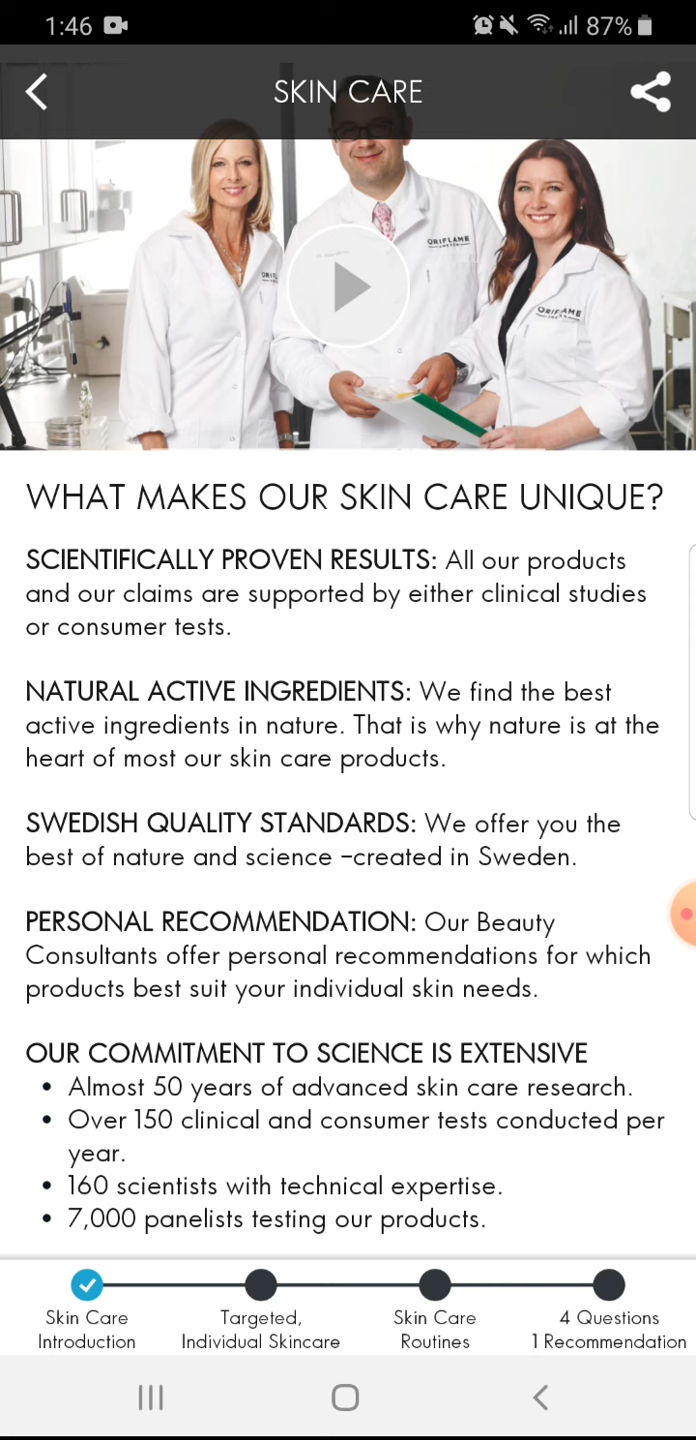 1:46
87%
SKIN CARE
ORIFLAME
SWEDEN
ORIFLAME
WHAT MAKES OUR SKIN CARE UNIQUE?
SCIENTIFICALLY PROVEN RESULTS: All our products
and our claims are supported by either clinical studies
or consumer tests.
NATURAL ACTIVE INGREDIENTS: We find the best
active ingredients in nature. That is why nature is at the
heart of most our skin care products.
SWEDISH QUALITY STANDARDS: We offer you the
best of nature and science –created in Sweden.
PERSONAL RECOMMENDATION: Our Beauty
Consultants offer personal recommendations for which
products best suit your individual skin needs.
OUR COMMITMENT TO SCIENCE IS EXTENSIVE
• Almost 50 years of advanced skin care research.
• Over 150 clinical and consumer tests conducted per
year.
• 160 scientists with technical expertise.
• 7,000 panelists testing our products.
Skin Care
Introduction
Targeted,
Individual Skincare
Skin Care
Routines
4 Questions
1 Recommendation